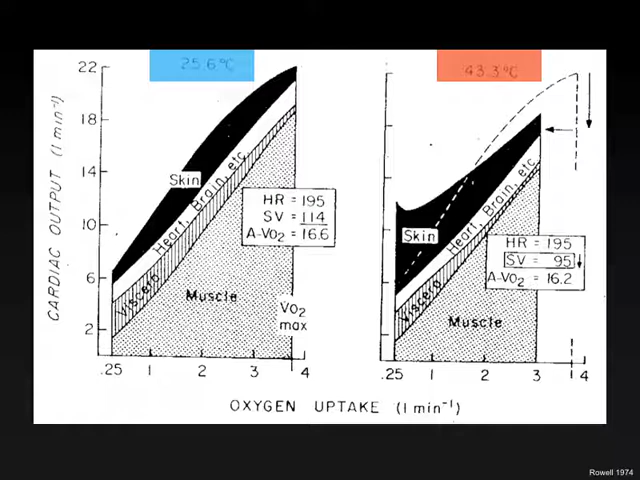 25.6°C
43.3°C
CARDIAC OUTPUT (l min⁻¹)
22
18
14
10
6
2
Skin
Heart, Brain, etc.
Viscera
Muscle
HR = 195
SV = 114
A-VO₂ = 16.6
V̇O₂
max
.25 1 2 3 4
Skin
Heart, Brain, etc.
Viscera
Muscle
HR = 195
SV = 95
A-VO₂ = 16.2
.25 1 2 3 4
OXYGEN UPTAKE (l min⁻¹)
Rowell 1974